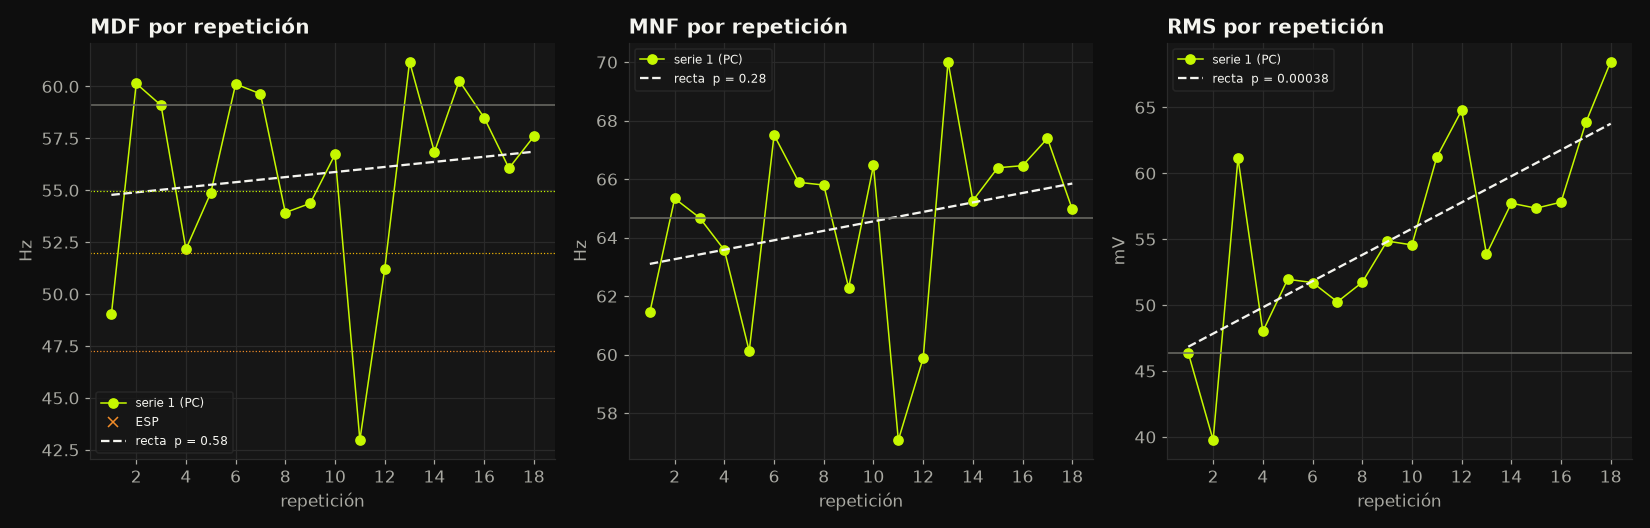 MDF por repetición
60.0
57.5
55.0
52.5
50.0
47.5
45.0
42.5
Hz
serie 1 (PC)
ESP
recta p = 0.58
2 4 6 8 10 12 14 16 18
repetición
MNF por repetición
serie 1 (PC)
recta p = 0.28
70
68
66
64
62
60
58
Hz
2 4 6 8 10 12 14 16 18
repetición
RMS por repetición
serie 1 (PC)
recta p = 0.00038
65
60
55
50
45
40
mV
2 4 6 8 10 12 14 16 18
repetición